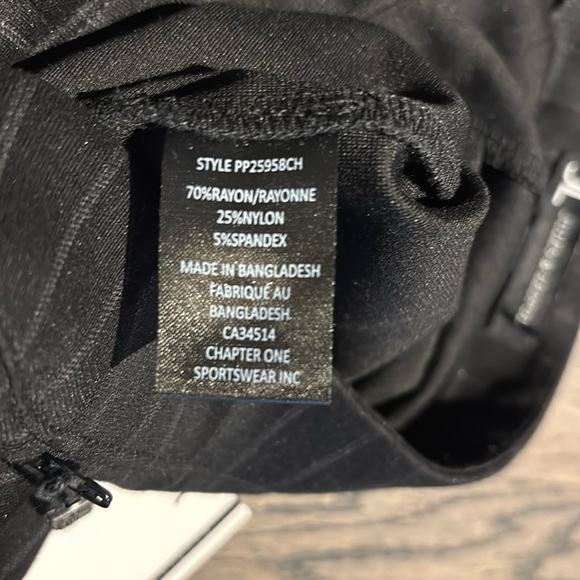 STYLE PP25958CH
70%RAYON/RAYONNE
25%NYLON
5%SPANDEX
MADE IN BANGLADESH
FABRIQUE AU
BANGLADESH
CA34514
CHAPTER ONE
SPORTSWEAR INC